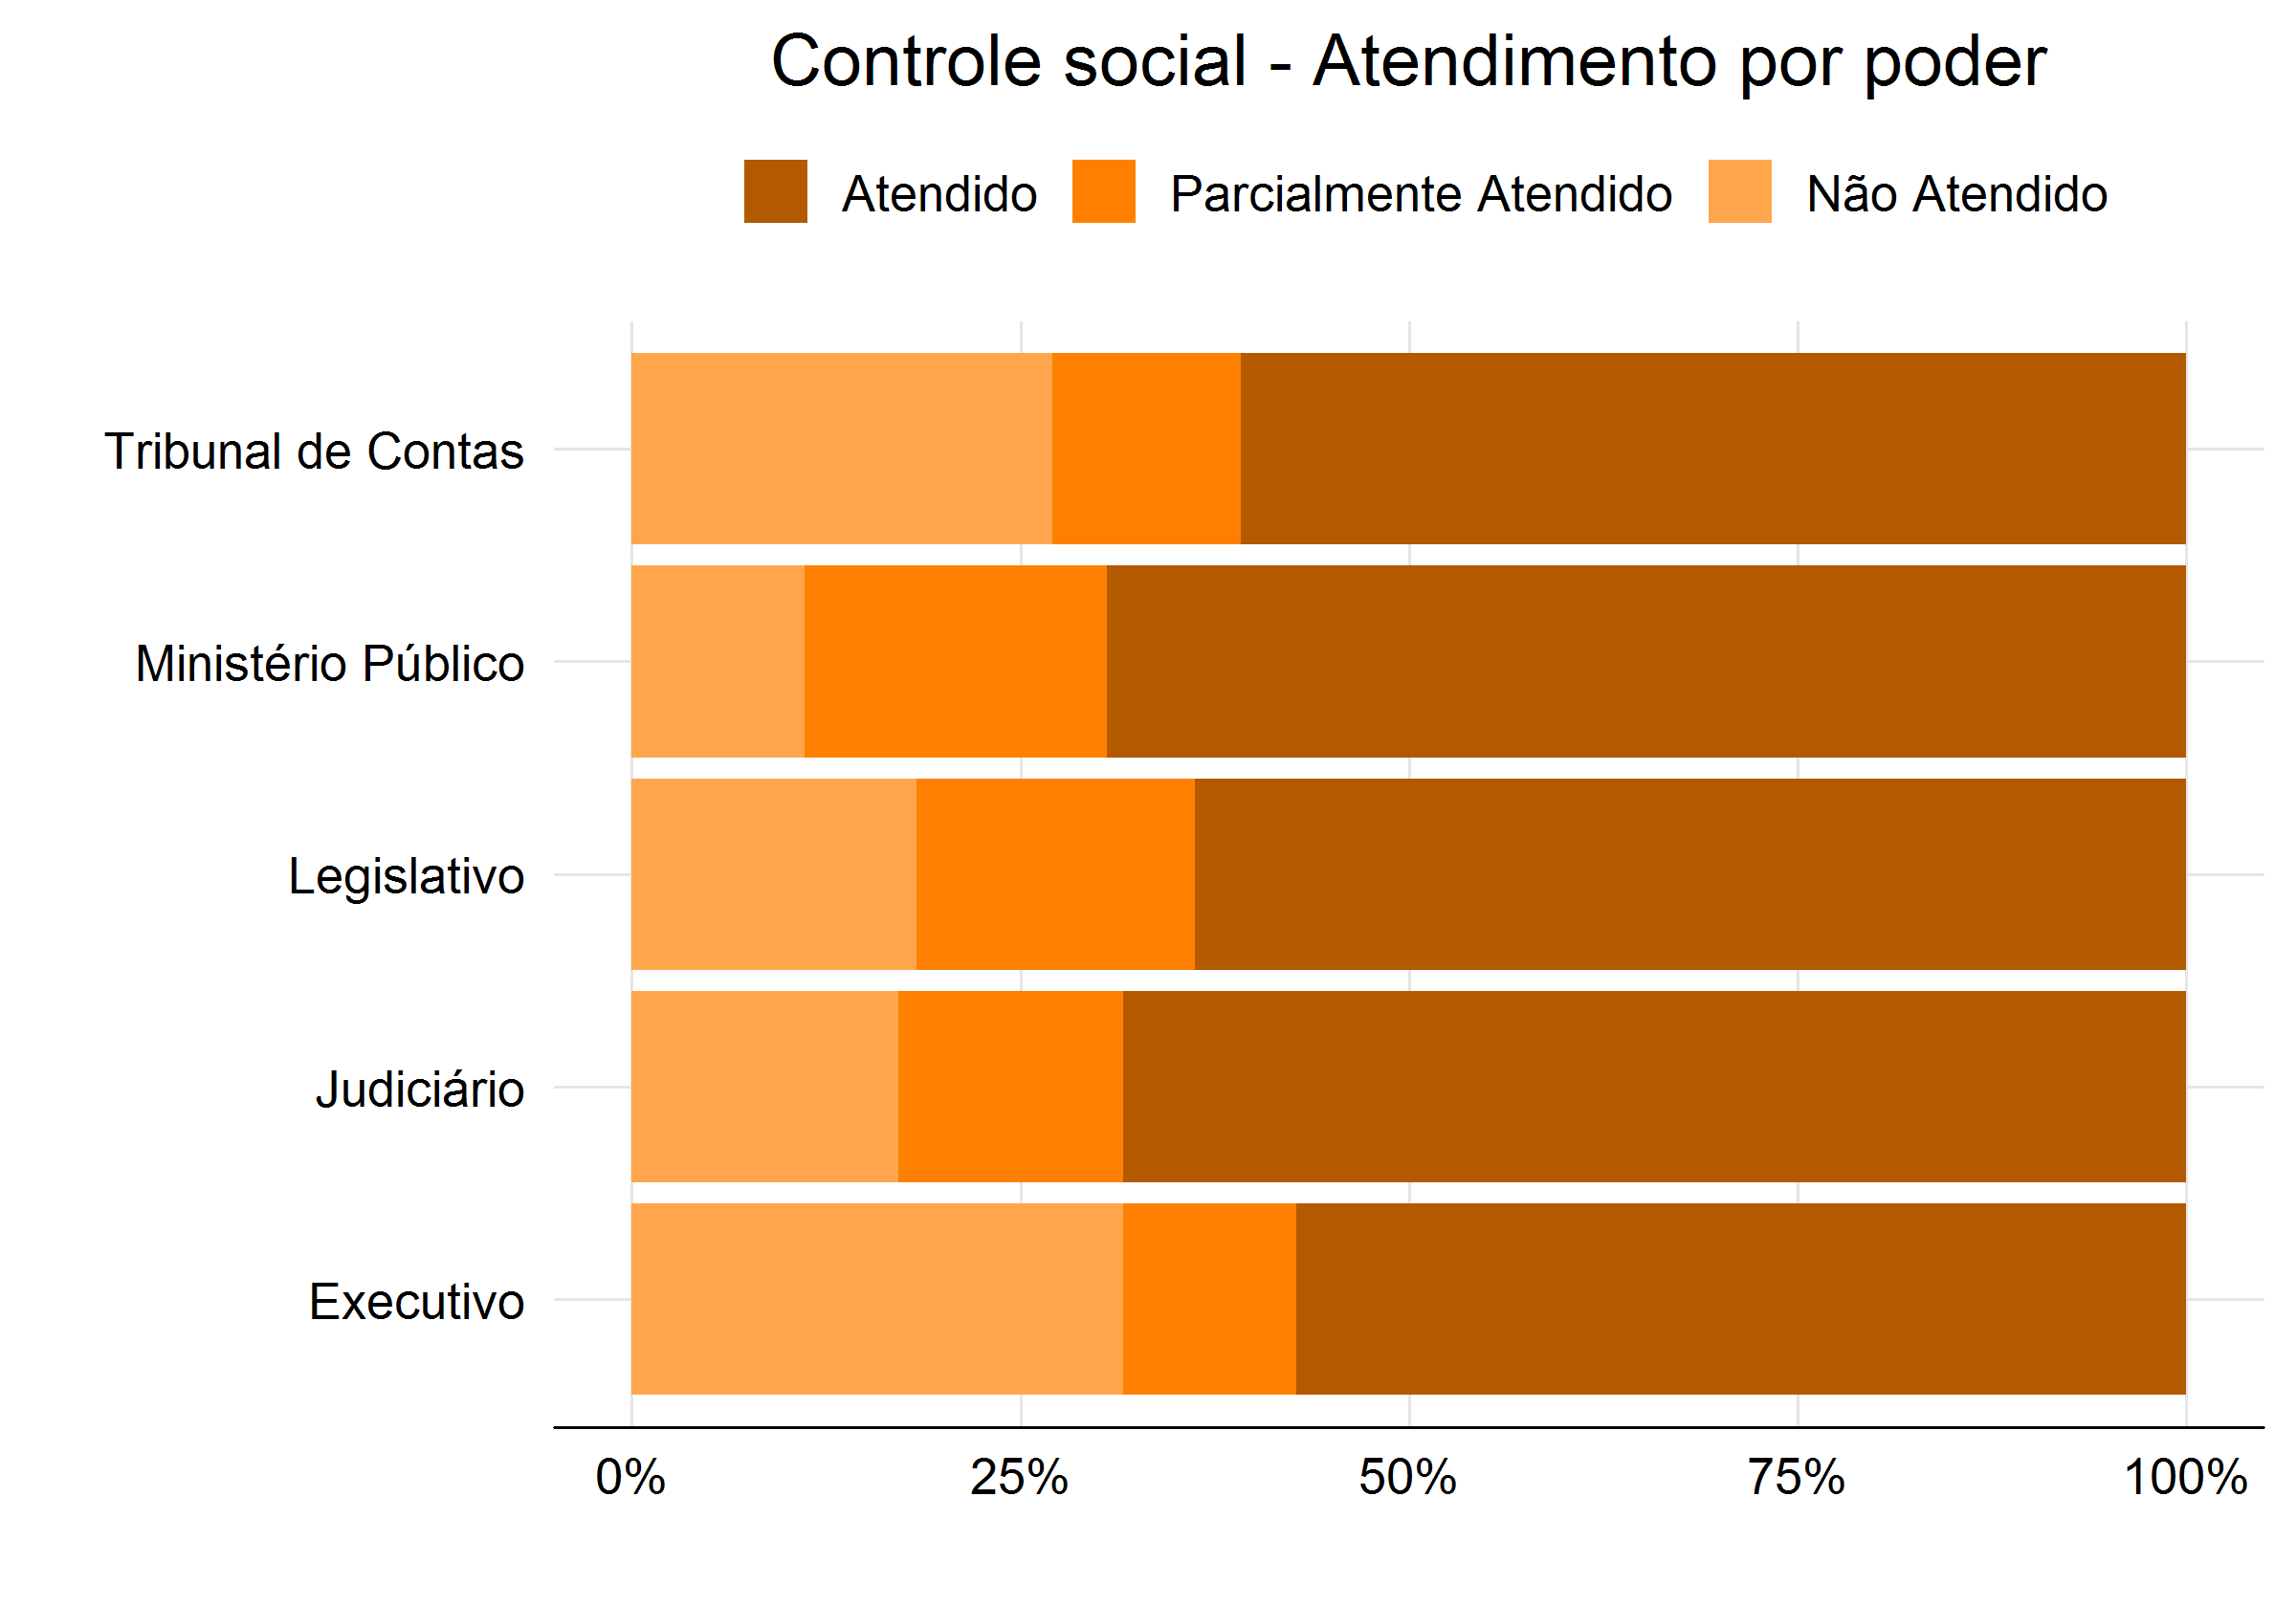 Controle social - Atendimento por poder
Atendido Parcialmente Atendido Não Atendido
Tribunal de Contas
Ministério Público
Legislativo
Judiciário
Executivo
0% 25% 50% 75% 100%